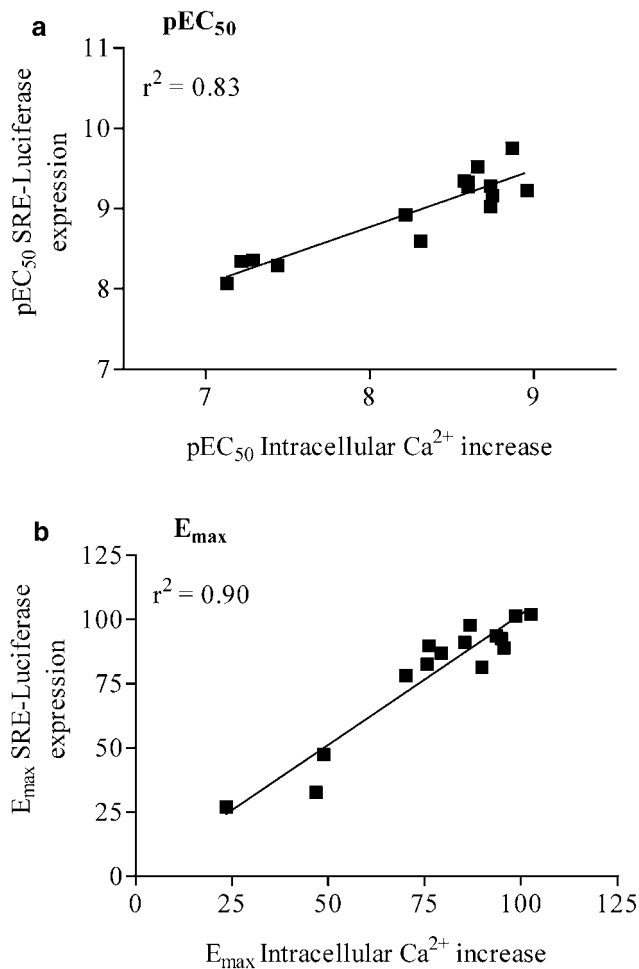 a
pEC50
r2 = 0.83
pEC50 SRE-Luciferase
expression
11
10
9
8
7
7 8 9
pEC50 Intracellular Ca2+ increase
b
Emax
r2 = 0.90
Emax SRE-Luciferase
expression
125
100
75
50
25
0
0 25 50 75 100 125
Emax Intracellular Ca2+ increase